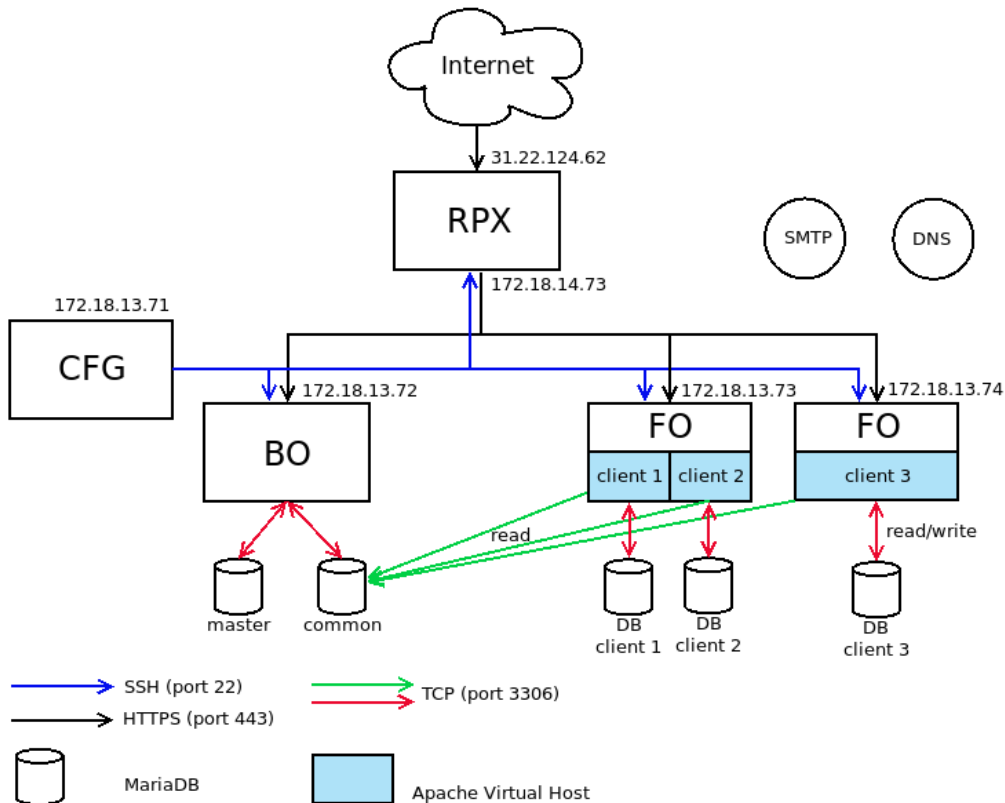 Internet
31.22.124.62
RPX
SMTP
DNS
172.18.14.73
172.18.13.71
CFG
172.18.13.72
172.18.13.73
172.18.13.74
BO
FO
FO
client 1
client 2
client 3
read
read/write
master
common
DB
client 1
DB
client 2
DB
client 3
SSH (port 22)
TCP (port 3306)
HTTPS (port 443)
MariaDB
Apache Virtual Host